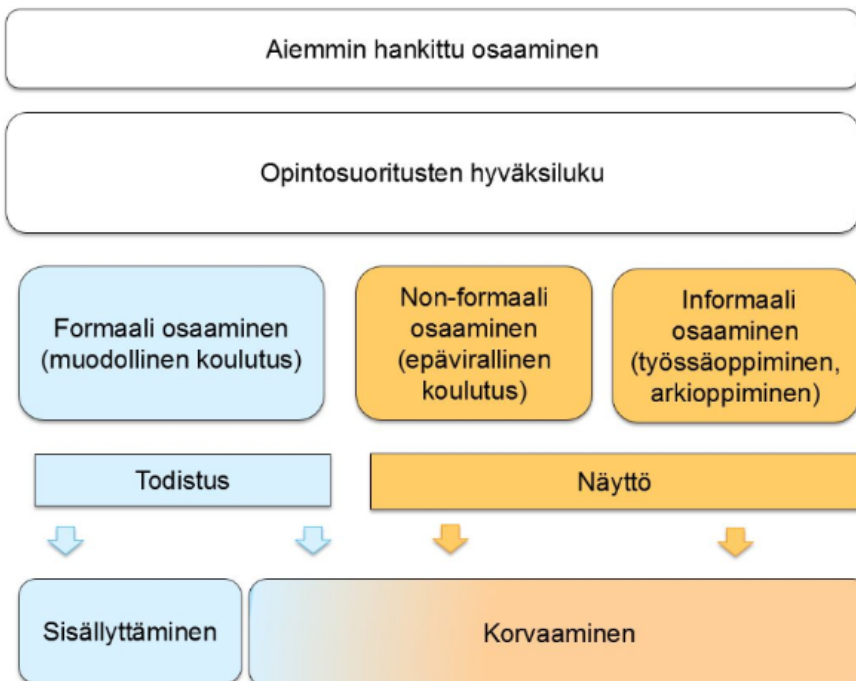 Aiemmin hankittu osaaminen
Opintosuoritusten hyväksiluku
Formaali osaaminen
(muodollinen koulutus)
Non-formaali
osaaminen
(epävirallinen
koulutus)
Informaali
osaaminen
(työssäoppiminen,
arkioppiminen)
Todistus
Näyttö
Sisällyttäminen
Korvaaminen